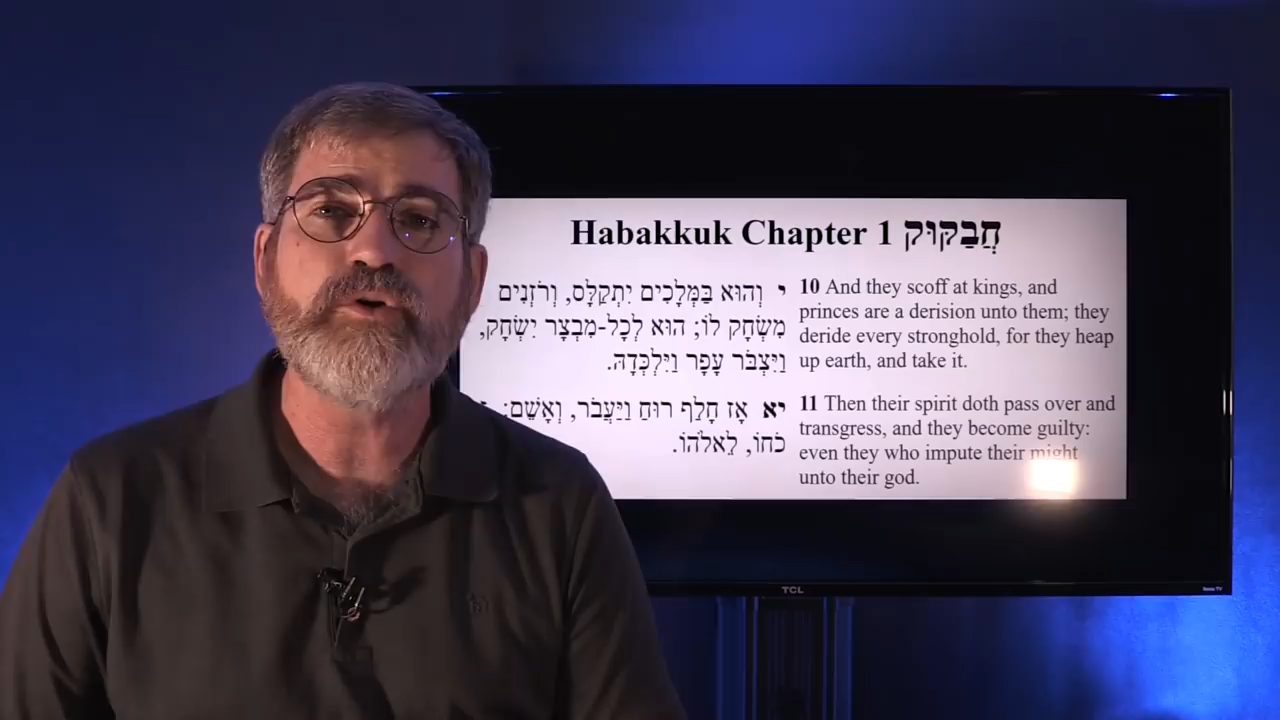 Habakkuk Chapter 1 חֲבַקּוּק
י וְהוּא בַּמְּלָכִים יִתְקַלָּס, וְרֹזְנִים
מִשְׂחָק לוֹ; הוּא לְכָל-מִבְצָר יִשְׂחָק,
וַיִּצְבֹּר עָפָר וַיִּלְכְּדָהּ.
יא אָז חָלַף רוּחַ וַיַּעֲבֹר, וְאָשֵׁם;
כֹחוֹ, לֵאלֹהוֹ.
10 And they scoff at kings, and
princes are a derision unto them; they
deride every stronghold, for they heap
up earth, and take it.
11 Then their spirit doth pass over and
transgress, and they become guilty:
even they who impute their might
unto their god.
TCL
Roku TV